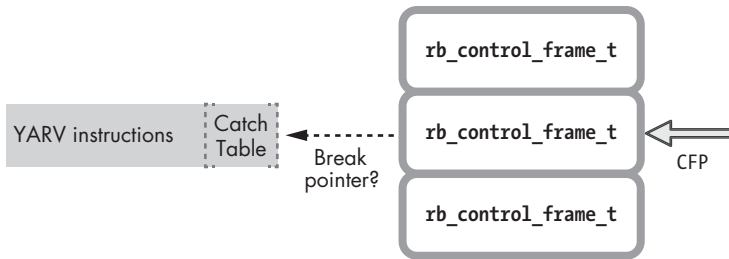 rb_control_frame_t
YARV instructions
Catch
Table
Break
pointer?
rb_control_frame_t
CFP
rb_control_frame_t